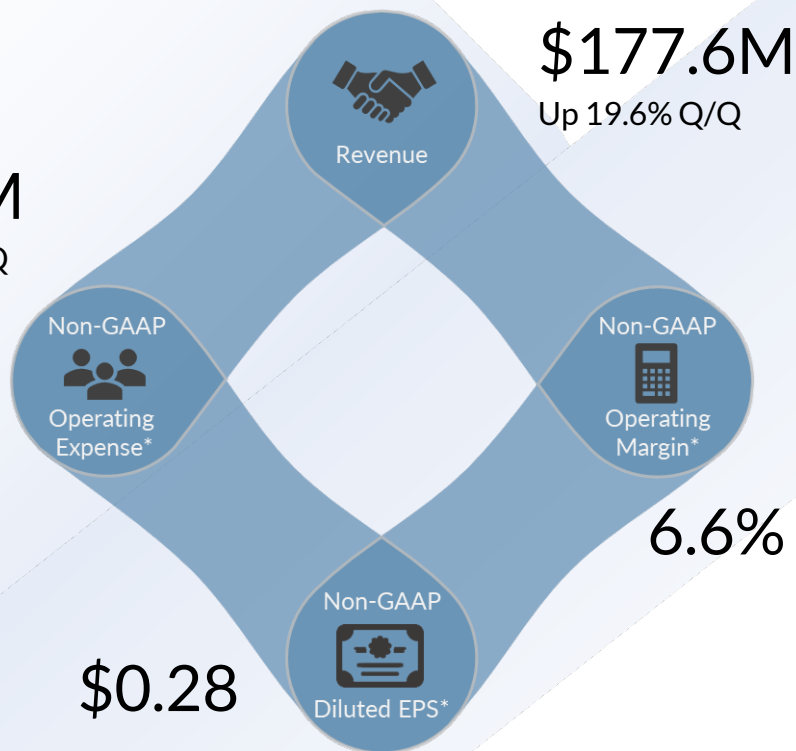 $177.6M
Up 19.6% Q/Q
Revenue
M
Q
Non-GAAP
Operating
Expense*
Non-GAAP
Operating
Margin*
6.6%
Non-GAAP
Diluted EPS*
$0.28